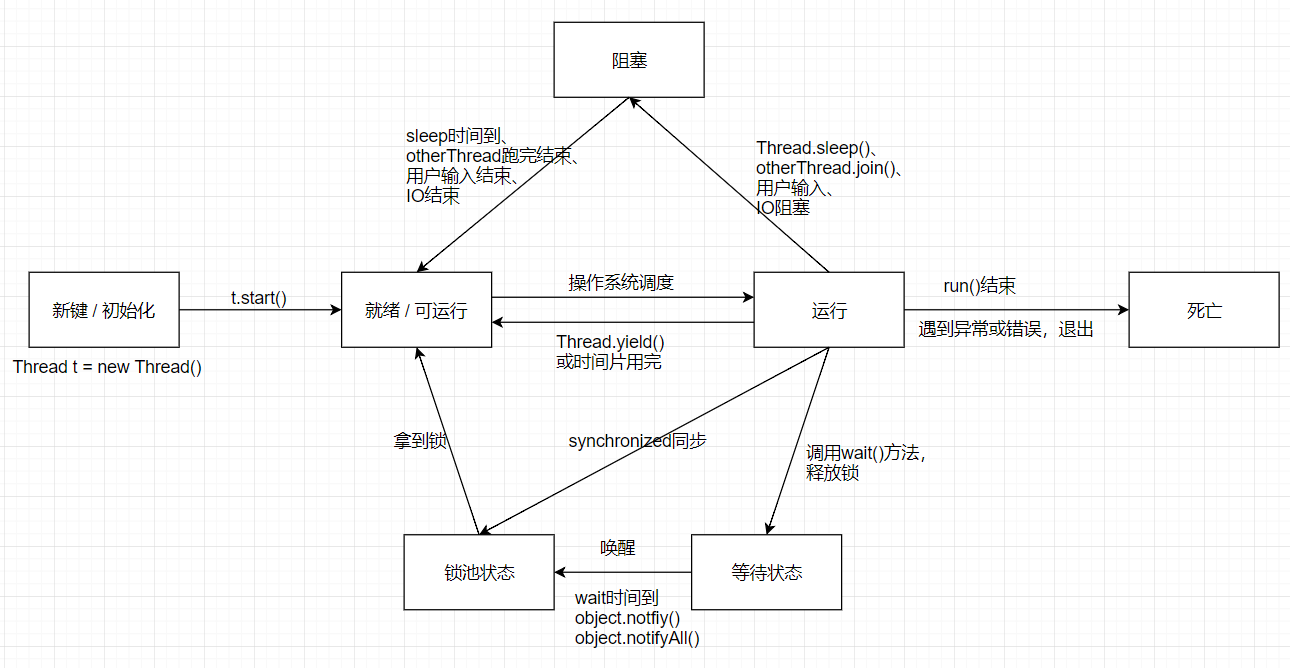 阻塞
sleep时间到、
otherThread跑完结束、
用户输入结束、
IO结束
Thread.sleep()、
otherThread.join()、
用户输入、
IO阻塞
新键 / 初始化
t.start()
就绪 / 可运行
操作系统调度
运行
run()结束
遇到异常或错误，退出
死亡
Thread t = new Thread()
Thread.yield()
或时间片用完
拿到锁
synchronized同步
调用wait()方法，
释放锁
锁池状态
唤醒
等待状态
wait时间到
object.notfiy()
object.notifyAll()